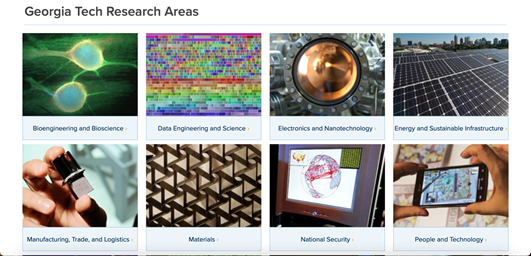 Georgia Tech Research Areas
Bioengineering and Bioscience ›
Data Engineering and Science ›
Electronics and Nanotechnology ›
Energy and Sustainable Infrastructure ›
Manufacturing, Trade, and Logistics ›
Materials ›
National Security ›
People and Technology ›